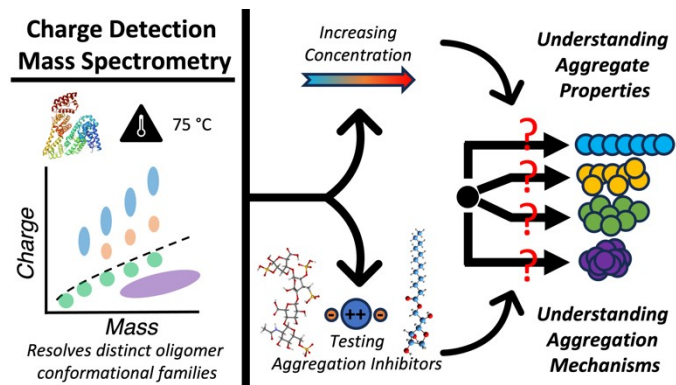 Charge Detection
Mass Spectrometry
75 °C
Charge
Mass
Resolves distinct oligomer
conformational families
Increasing
Concentration
++
-
-
Testing
Aggregation Inhibitors
Understanding
Aggregate
Properties
?
?
?
?
Understanding
Aggregation
Mechanisms